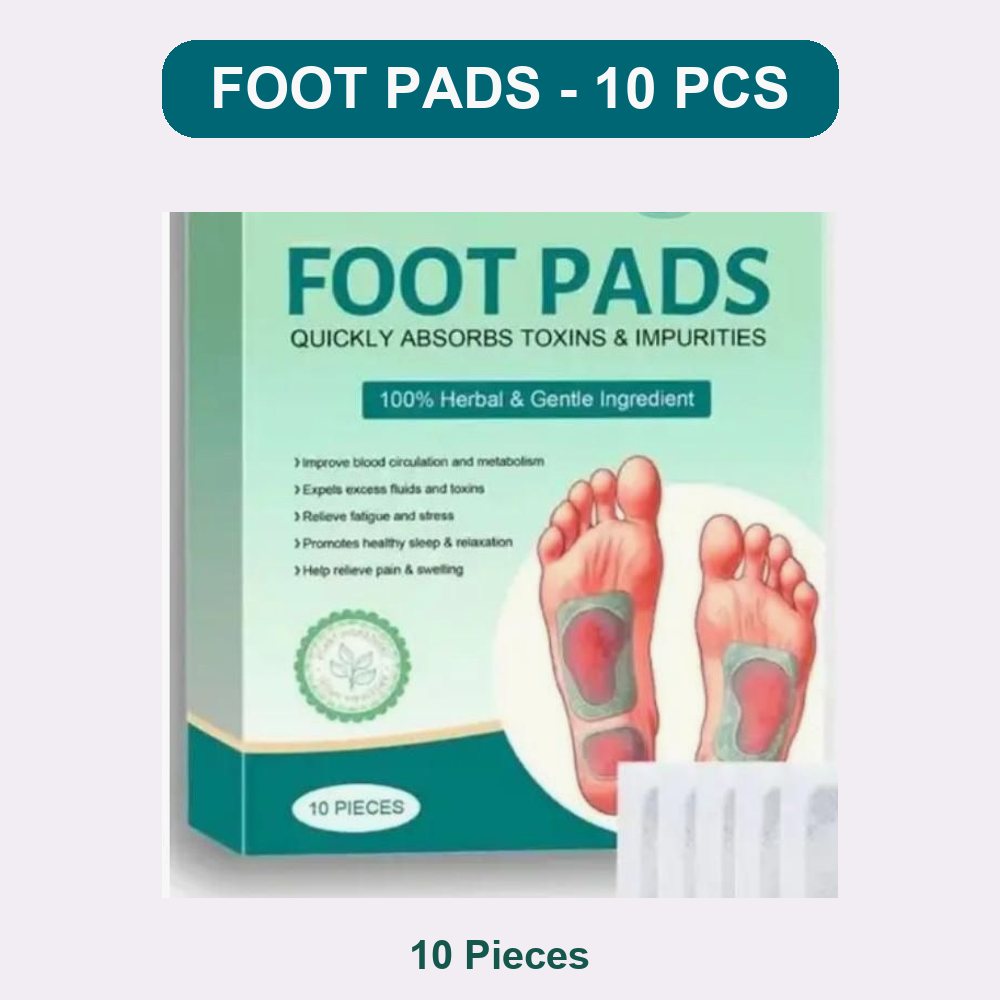 FOOT PADS - 10 PCS
FOOT PADS
QUICKLY ABSORBS TOXINS & IMPURITIES
100% Herbal & Gentle Ingredient
Improve blood circulation and metabolism
Expels excess fluids and toxins
Relieve fatigue and stress
Promotes healthy sleep & relaxation
Help relieve pain & swelling
10 PIECES
10 Pieces